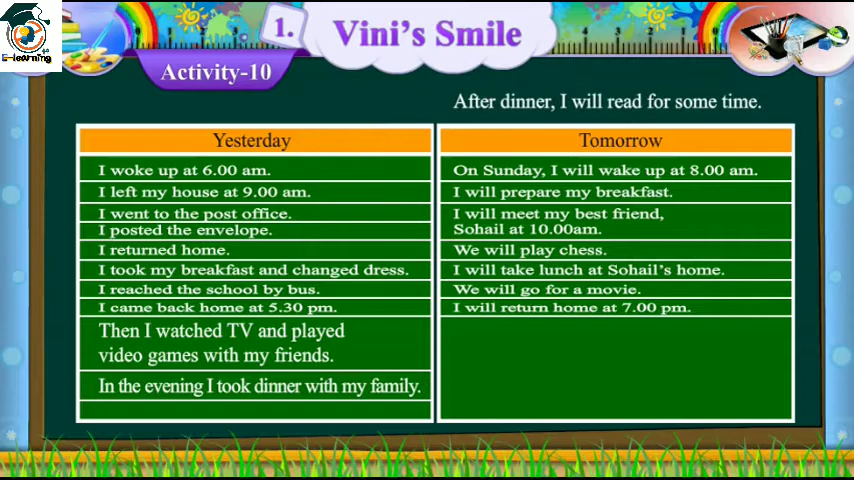 E-learning
1.
Vini's Smile
Activity-10
After dinner, I will read for some time.
Yesterday
I woke up at 6.00 am.
I left my house at 9.00 am.
I went to the post office.
I posted the envelope.
I returned home.
I took my breakfast and changed dress.
I reached the school by bus.
I came back home at 5.30 pm.
Then I watched TV and played
video games with my friends.
In the evening I took dinner with my family.
Tomorrow
On Sunday, I will wake up at 8.00 am.
I will prepare my breakfast.
I will meet my best friend,
Sohail at 10.00am.
We will play chess.
I will take lunch at Sohail's home.
We will go for a movie.
I will return home at 7.00 pm.